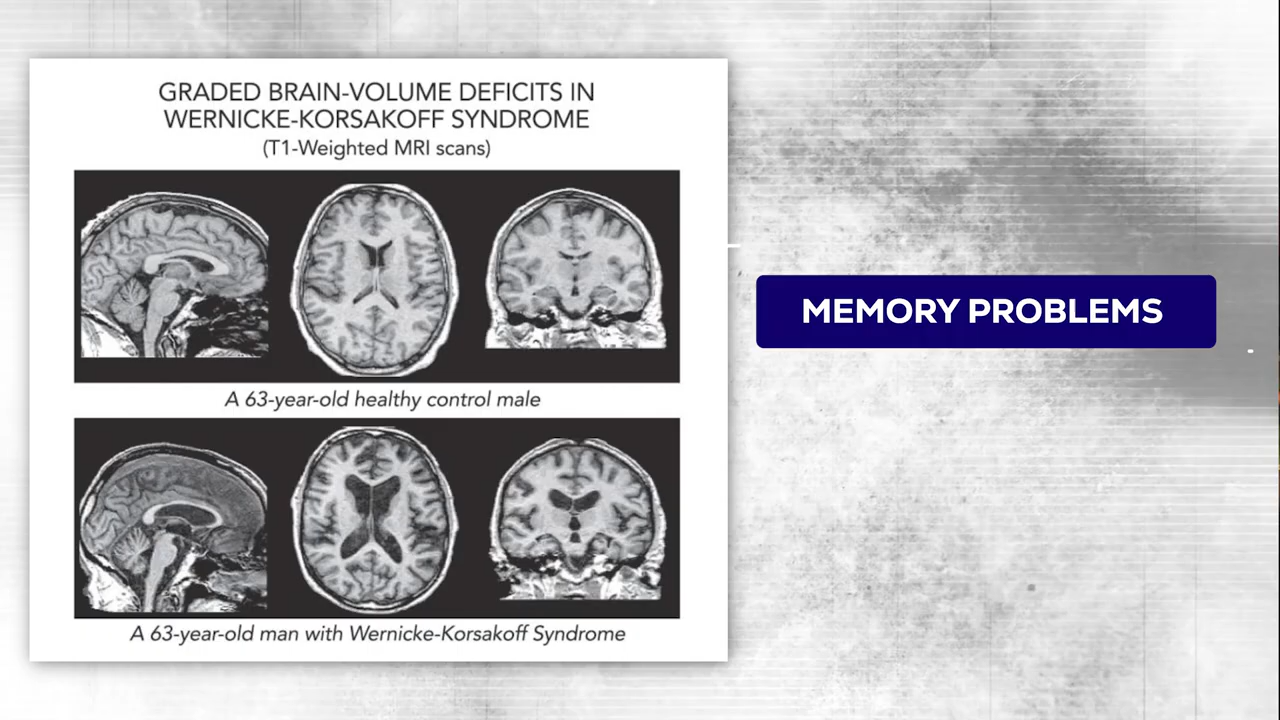 GRADED BRAIN-VOLUME DEFICITS IN
WERNICKE-KORSAKOFF SYNDROME
(T1-Weighted MRI scans)
A 63-year-old healthy control male
A 63-year-old man with Wernicke-Korsakoff Syndrome
MEMORY PROBLEMS